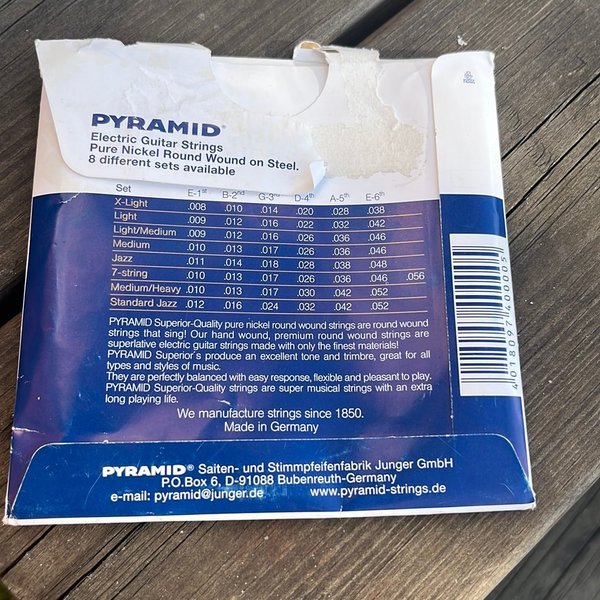 PYRAMID®
Electric Guitar Strings
Pure Nickel Round Wound on Steel.
8 different sets available
Set E-1st B-2nd G-3rd D-4th A-5th E-6th
X-Light .008 .010 .014 .020 .028 .038
Light .009 .012 .016 .022 .032 .042
Light/Medium .009 .012 .016 .026 .036 .046
Medium .010 .013 .017 .026 .036 .046
Jazz .011 .014 .018 .028 .038 .048
7-string .010 .013 .017 .026 .036 .046 .056
Medium/Heavy .010 .013 .017 .030 .042 .052
Standard Jazz .012 .016 .024 .032 .042 .052
PYRAMID Superior-Quality pure nickel round wound strings are round wound
strings that sing! Our hand wound, premium round wound strings are
superlative electric guitar strings made with only the finest materials!
PYRAMID Superior's produce an excellent tone and trimbre, great for all
types and styles of music.
They are perfectly balanced with easy response, flexible and pleasant to play.
PYRAMID Superior-Quality strings are super musical strings with an extra
long playing life.
We manufacture strings since 1850.
Made in Germany
PYRAMID® Saiten- und Stimmpfeifenfabrik Junger GmbH
P.O.Box 6, D-91088 Bubenreuth-Germany
e-mail: pyramid@junger.de www.pyramid-strings.de
4018097400005